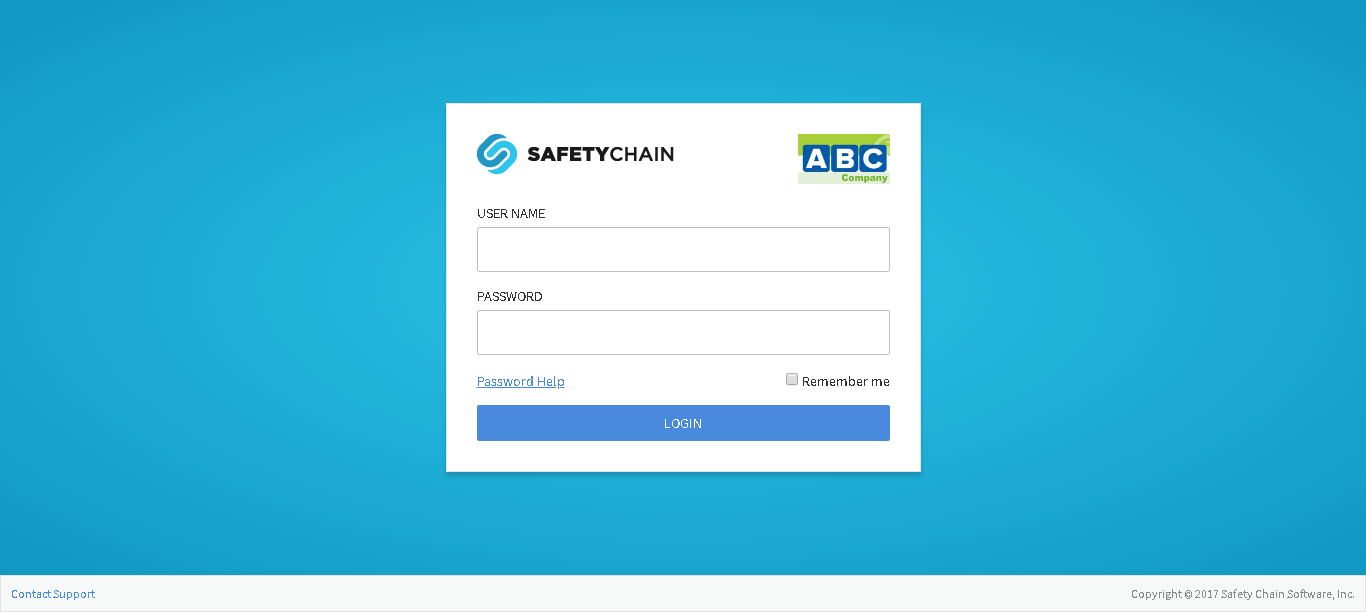 SAFETYCHAIN
ABC
Company
USER NAME
PASSWORD
Password Help
Remember me
LOGIN
Contact Support
Copyright © 2017 Safety Chain Software, Inc.